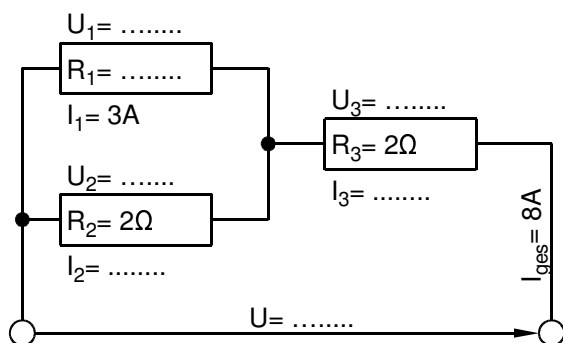 U₁= ….....
R₁= ….....
I₁= 3A
U₂= ….....
R₂= 2Ω
I₂= ........
U₃= ….....
R₃= 2Ω
I₃= ........
Iges= 8A
U= ….....